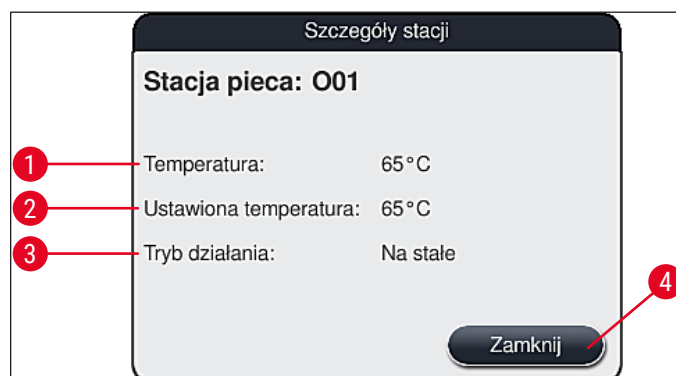 Szczegóły stacji
Stacja pieca: O01
1 Temperatura: 65°C
2 Ustawiona temperatura: 65°C
3 Tryb działania: Na stałe
4
Zamknij